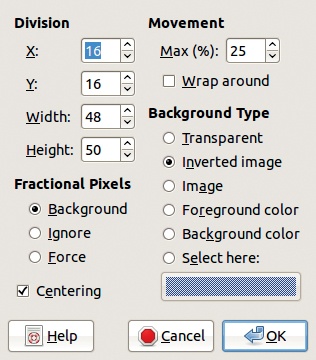 Division
X: 16
Y: 16
Width: 48
Height: 50
Fractional Pixels
Background
Ignore
Force
Centering
Movement
Max (%): 25
Wrap around
Background Type
Transparent
Inverted image
Image
Foreground color
Background color
Select here:
Help
Cancel
OK